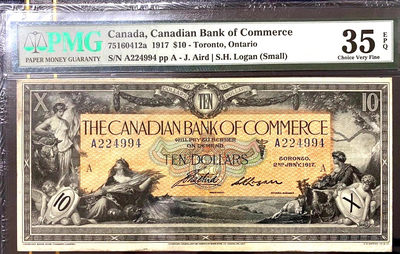 PMG
PAPER MONEY GUARANTY
Canada, Canadian Bank of Commerce
75160412a 1917 $10 - Toronto, Ontario
S/N A224994 pp A - J. Aird | S.H. Logan (Small)
35 EPQ
Choice Very Fine
X
TEN
10
THE CANADIAN BANK OF COMMERCE
WILL PAY TO BEARER
ON DEMAND
A224994
A224994
TEN DOLLARS
TORONTO,
2ND JANY. 1917.
A
A
10
X